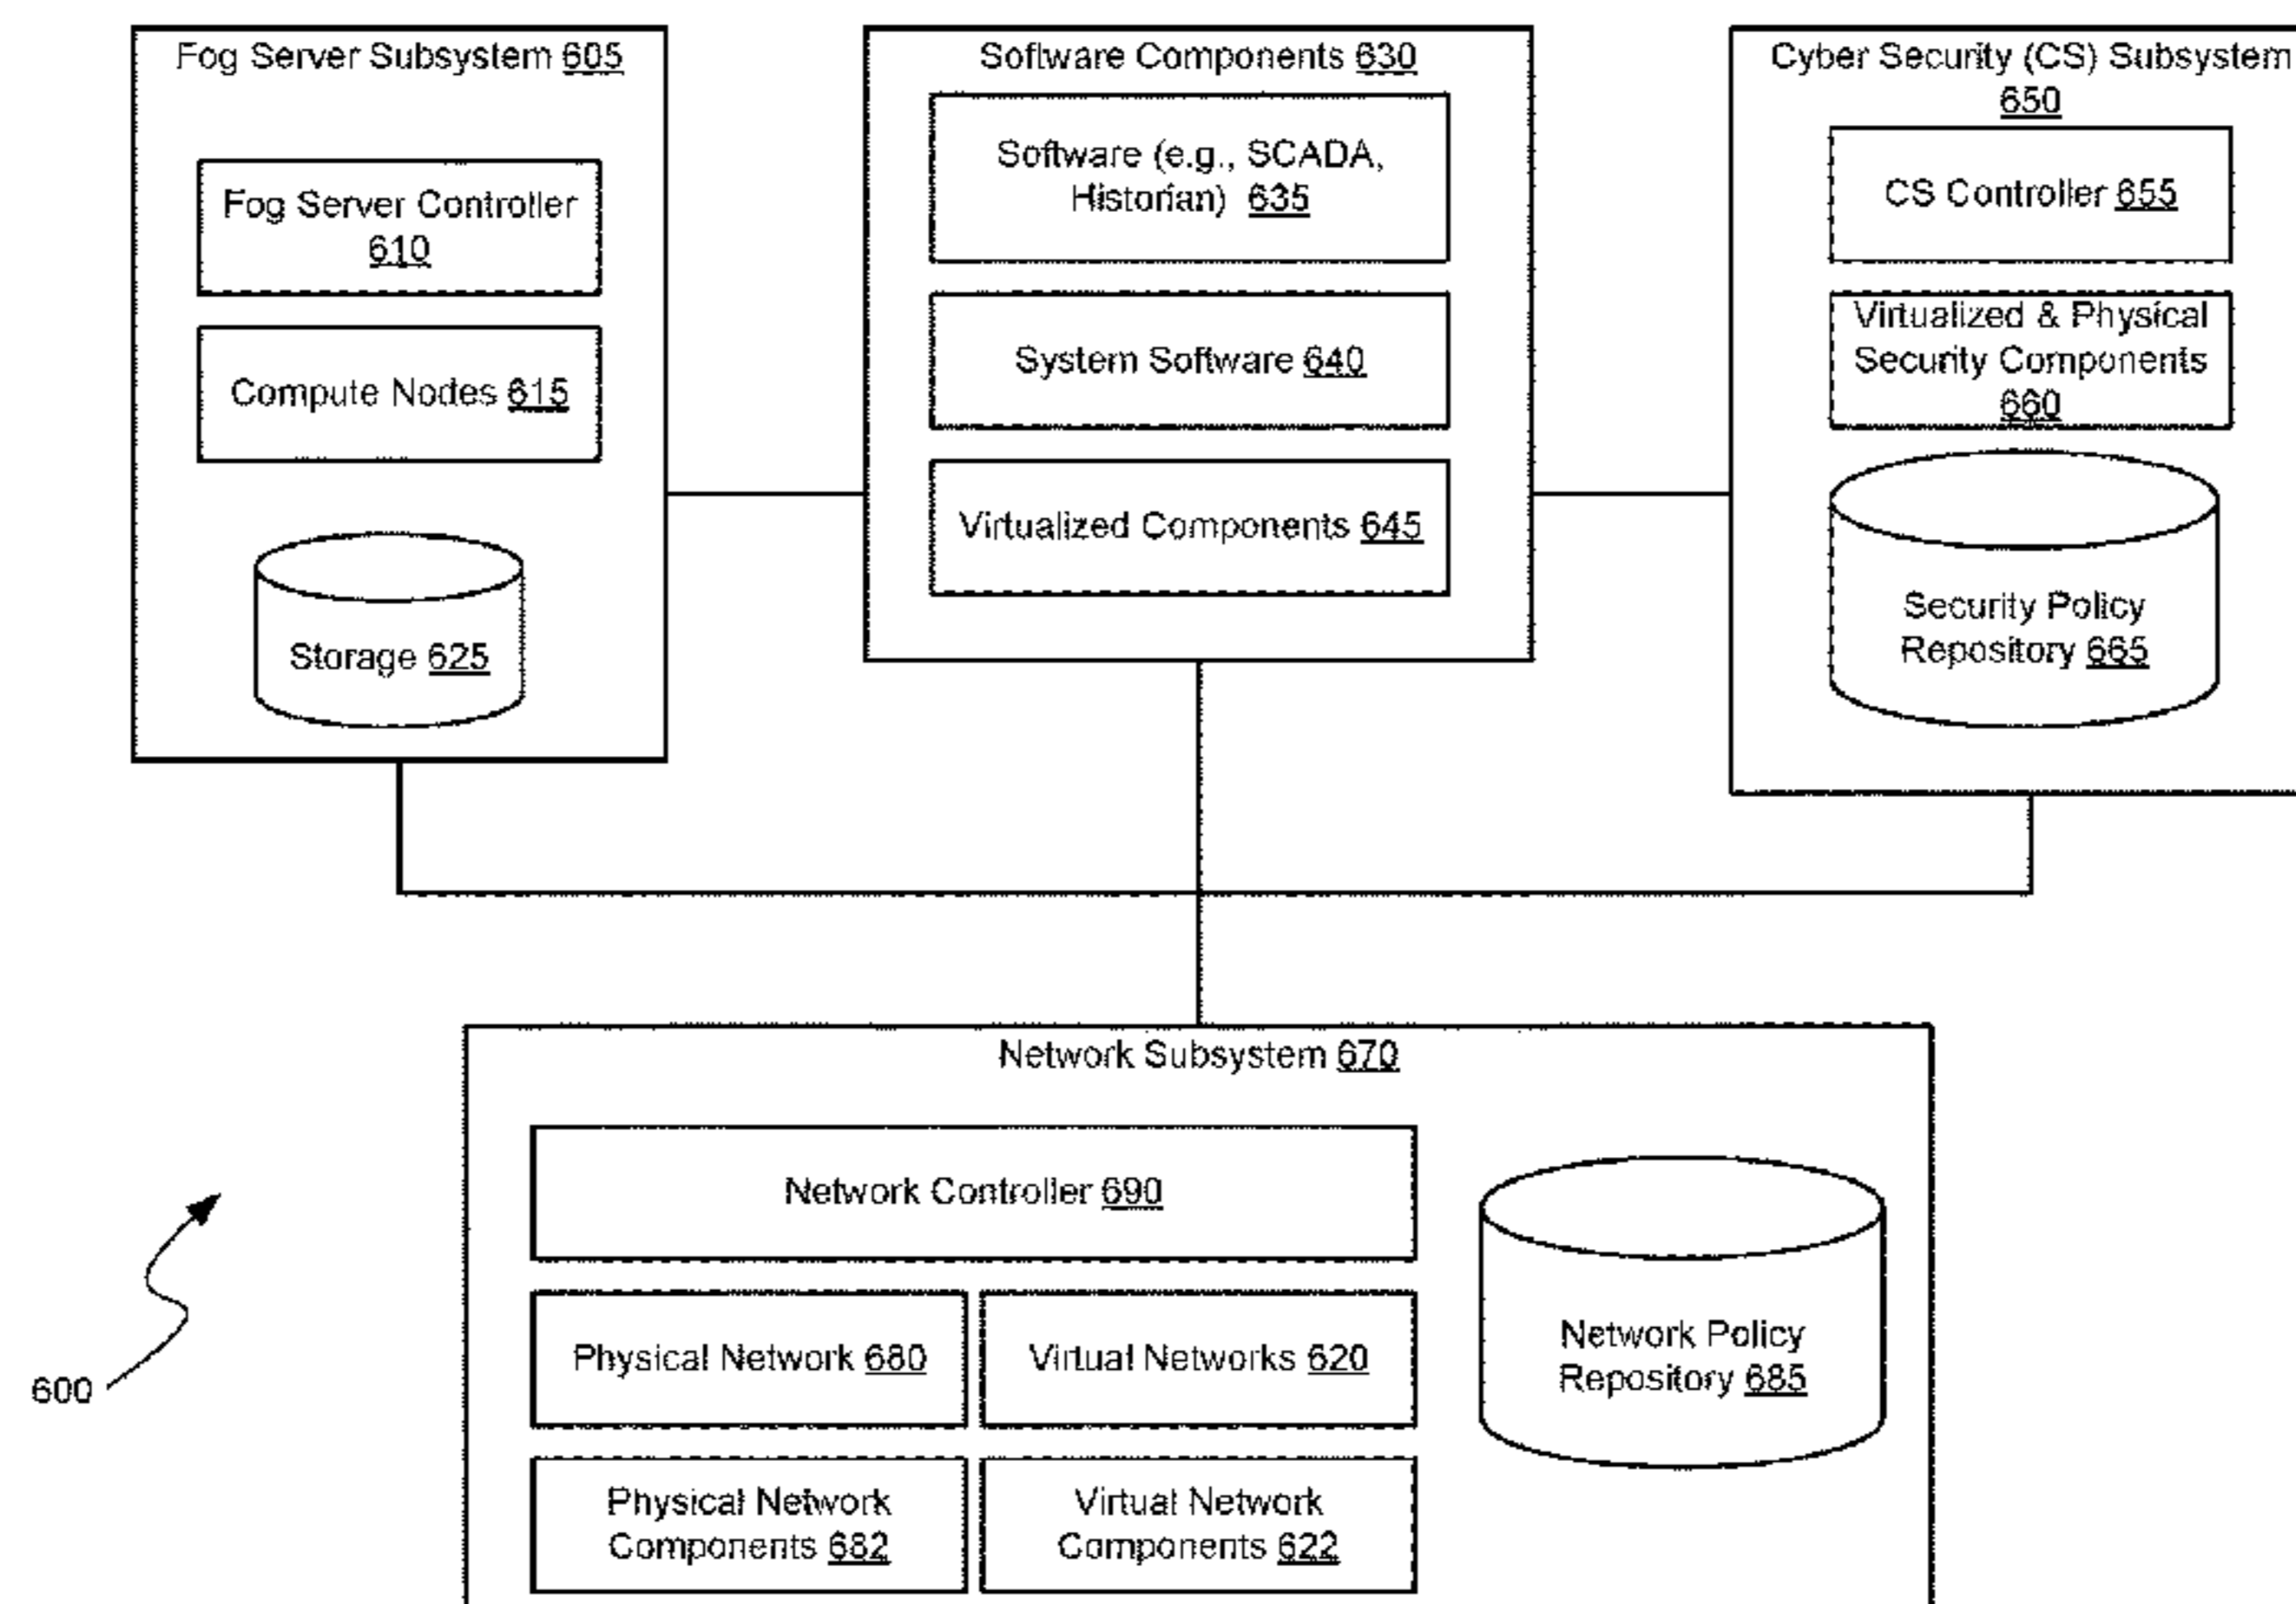 Fog Server Subsystem 605
Fog Server Controller
610
Compute Nodes 615
Storage 625
Software Components 630
Software (e.g., SCADA,
Historian) 635
System Software 640
Virtualized Components 645
Cyber Security (CS) Subsystem
650
CS Controller 655
Virtualized & Physical
Security Components
660
Security Policy
Repository 665
Network Subsystem 670
Network Controller 690
Physical Network 680
Virtual Networks 620
Physical Network
Components 682
Virtual Network
Components 622
Network Policy
Repository 685
600